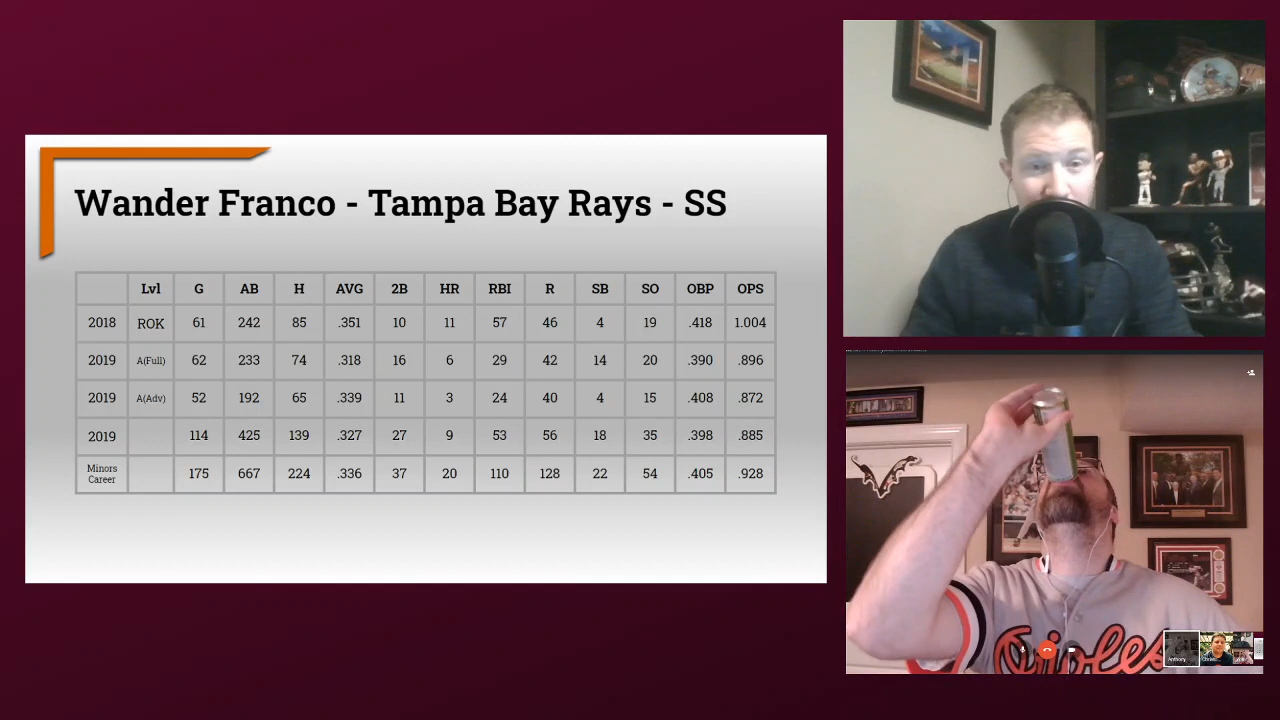 Wander Franco - Tampa Bay Rays - SS
Lvl G AB H AVG 2B HR RBI R SB SO OBP OPS
2018 ROK 61 242 85 .351 10 11 57 46 4 19 .418 1.004
2019 A(Full) 62 233 74 .318 16 6 29 42 14 20 .390 .896
2019 A(Adv) 52 192 65 .339 11 3 24 40 4 15 .408 .872
2019 114 425 139 .327 27 9 53 56 18 35 .398 .885
Minors
Career 175 667 224 .336 37 20 110 128 22 54 .405 .928
Orioles
Anthony